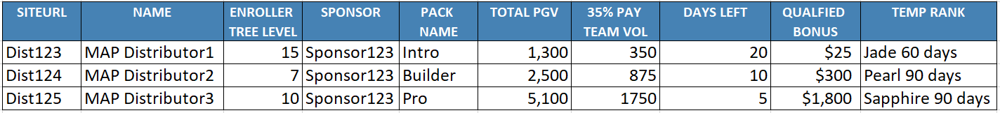 SITEURL NAME ENROLLER TREE LEVEL SPONSOR PACK NAME TOTAL PGV 35% PAY TEAM VOL DAYS LEFT QUALFIED BONUS TEMP RANK
Dist123 MAP Distributor1 15 Sponsor123 Intro 1,300 350 20 $25 Jade 60 days
Dist124 MAP Distributor2 7 Sponsor123 Builder 2,500 875 10 $300 Pearl 90 days
Dist125 MAP Distributor3 10 Sponsor123 Pro 5,100 1750 5 $1,800 Sapphire 90 days